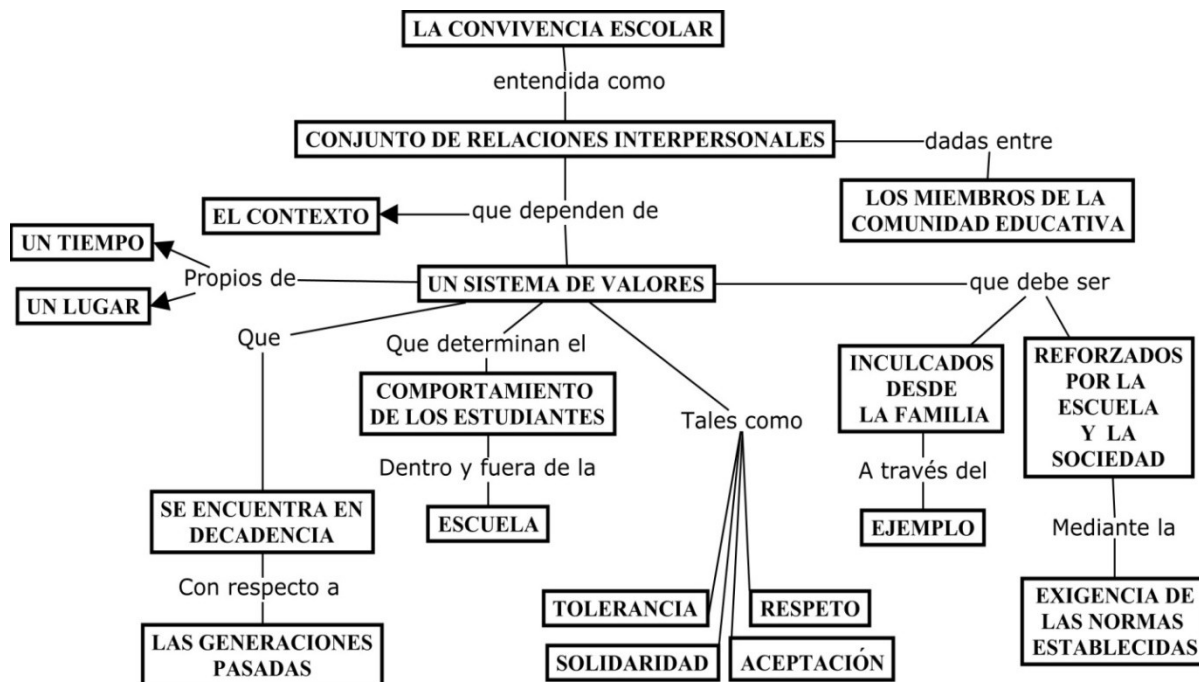 LA CONVIVENCIA ESCOLAR
entendida como
CONJUNTO DE RELACIONES INTERPERSONALES
dadas entre
LOS MIEMBROS DE LA
COMUNIDAD EDUCATIVA
que dependen de
EL CONTEXTO
UN SISTEMA DE VALORES
Propios de
UN TIEMPO
UN LUGAR
Que
SE ENCUENTRA EN
DECADENCIA
Con respecto a
LAS GENERACIONES
PASADAS
Que determinan el
COMPORTAMIENTO
DE LOS ESTUDIANTES
Dentro y fuera de la
ESCUELA
Tales como
TOLERANCIA
RESPETO
SOLIDARIDAD
ACEPTACIÓN
que debe ser
INCULCADOS
DESDE
LA FAMILIA
A través del
EJEMPLO
REFORZADOS
POR LA
ESCUELA
Y LA
SOCIEDAD
Mediante la
EXIGENCIA DE
LAS NORMAS
ESTABLECIDAS